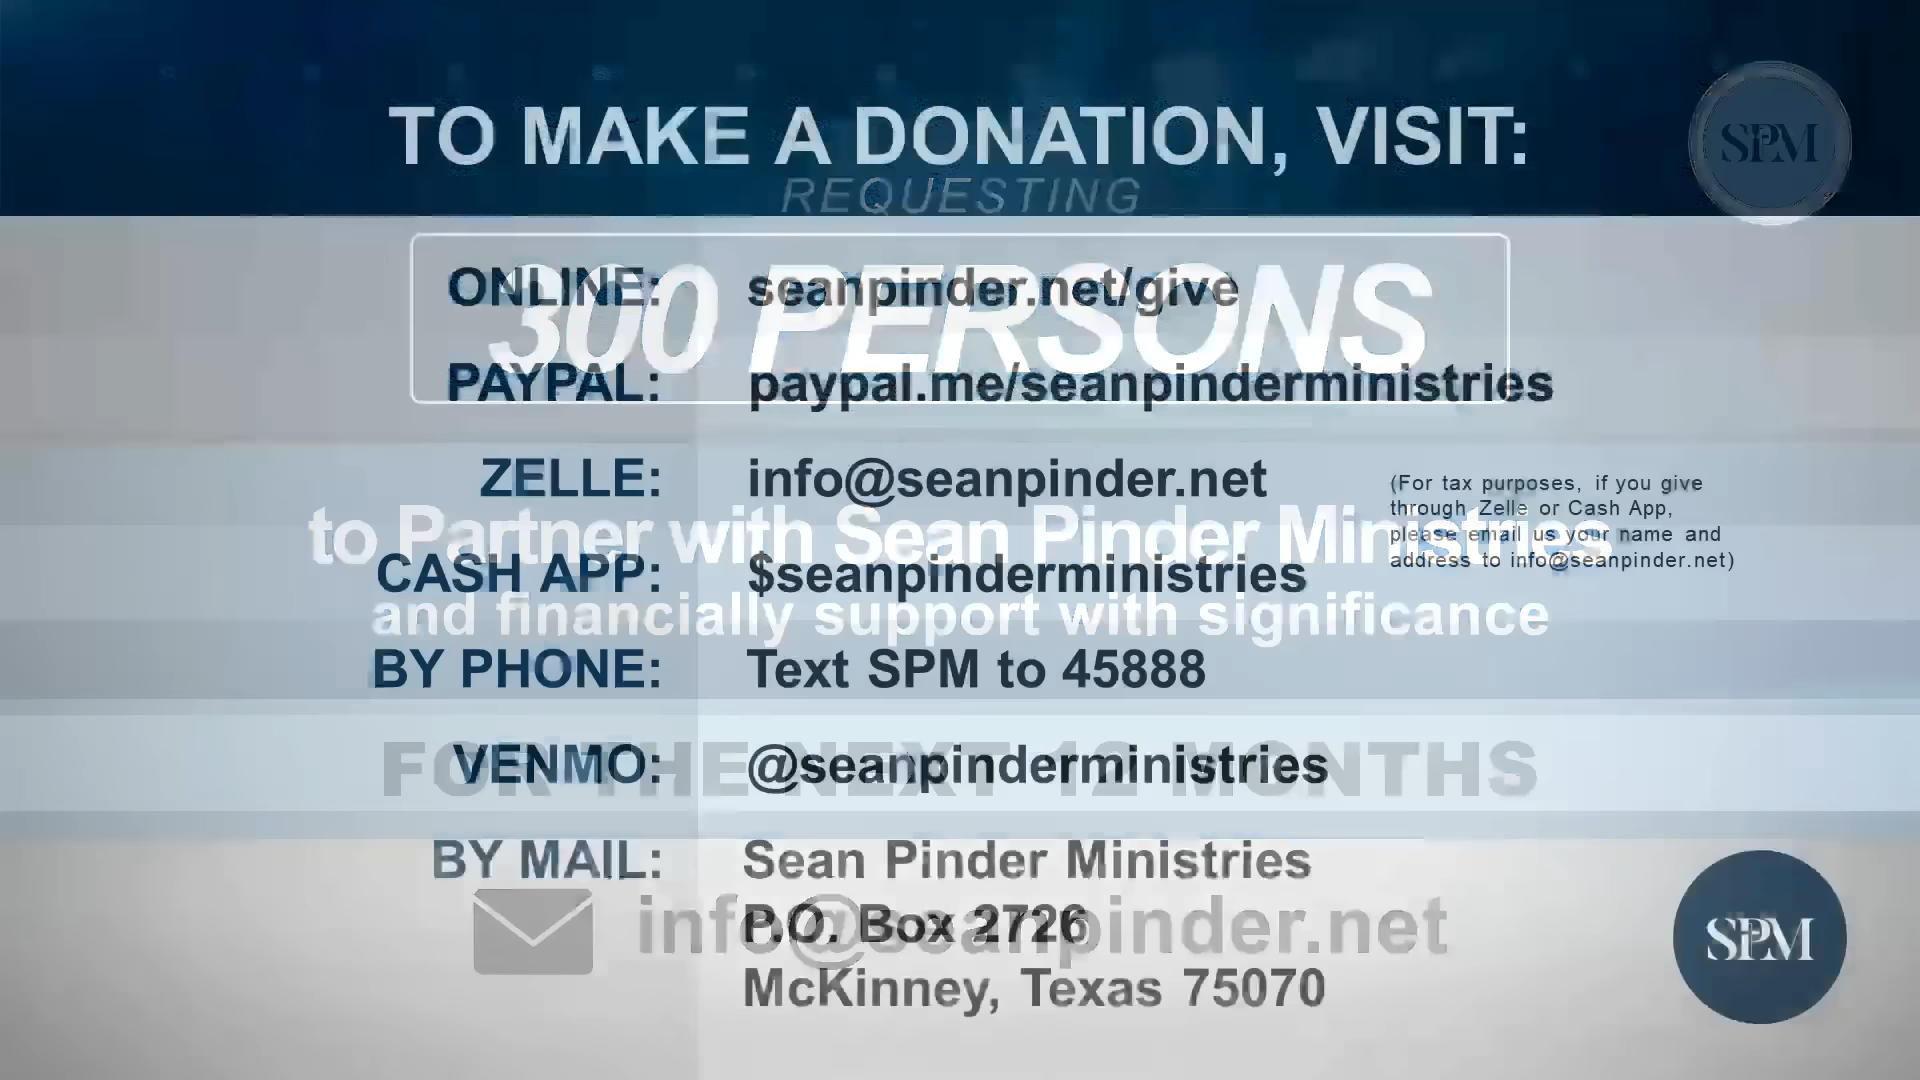 TO MAKE A DONATION, VISIT:
SPM
REQUESTING
300 PERSONS
ONLINE: seanpinder.net/give
PAYPAL: paypal.me/seanpinderministries
ZELLE: info@seanpinder.net
(For tax purposes, if you give
through Zelle or Cash App,
please email us your name and
address to info@seanpinder.net)
to Partner with Sean Pinder Ministries
CASH APP: $seanpinderministries
and financially support with significance
BY PHONE: Text SPM to 45888
VENMO: @seanpinderministries
FOR THE NEXT 12 MONTHS
BY MAIL: Sean Pinder Ministries
P.O. Box 2726
info@seanpinder.net
McKinney, Texas 75070
SPM